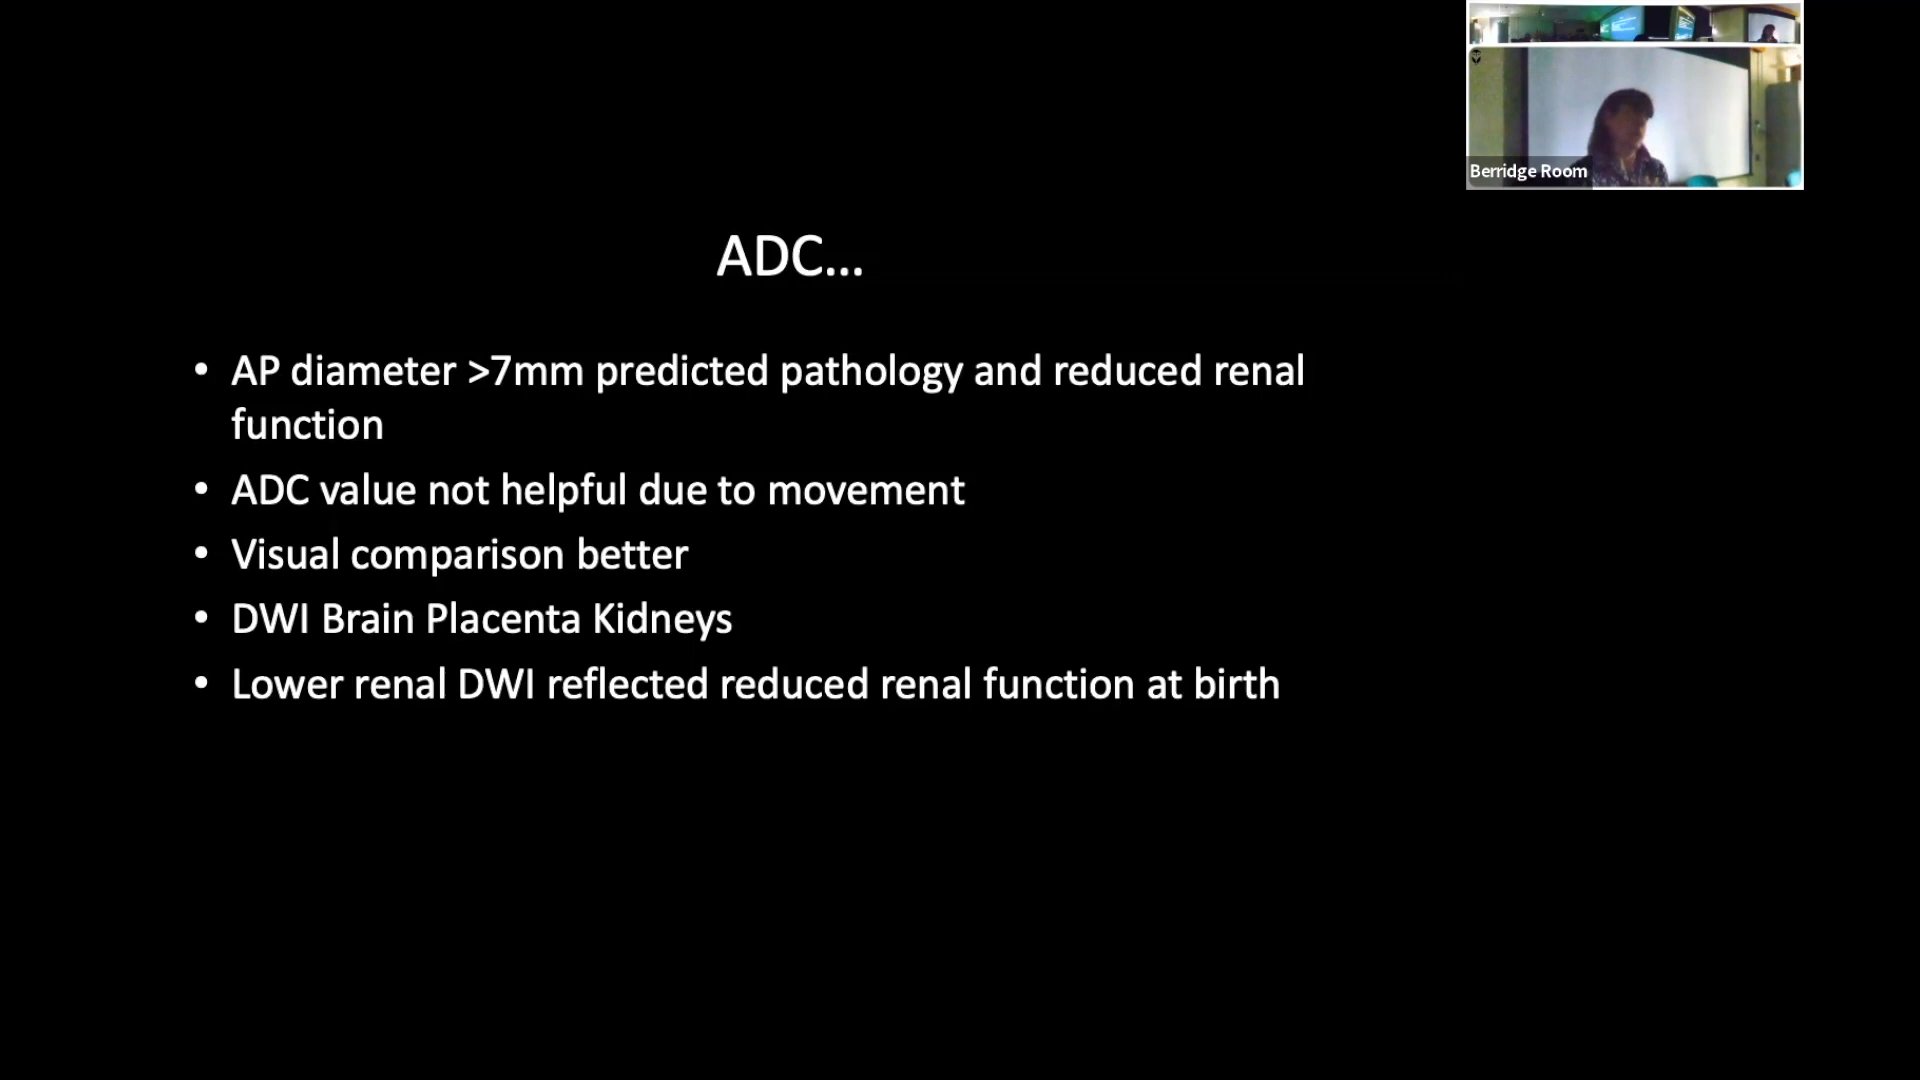 Berridge Room
ADC...
• AP diameter >7mm predicted pathology and reduced renal
function
• ADC value not helpful due to movement
• Visual comparison better
• DWI Brain Placenta Kidneys
• Lower renal DWI reflected reduced renal function at birth